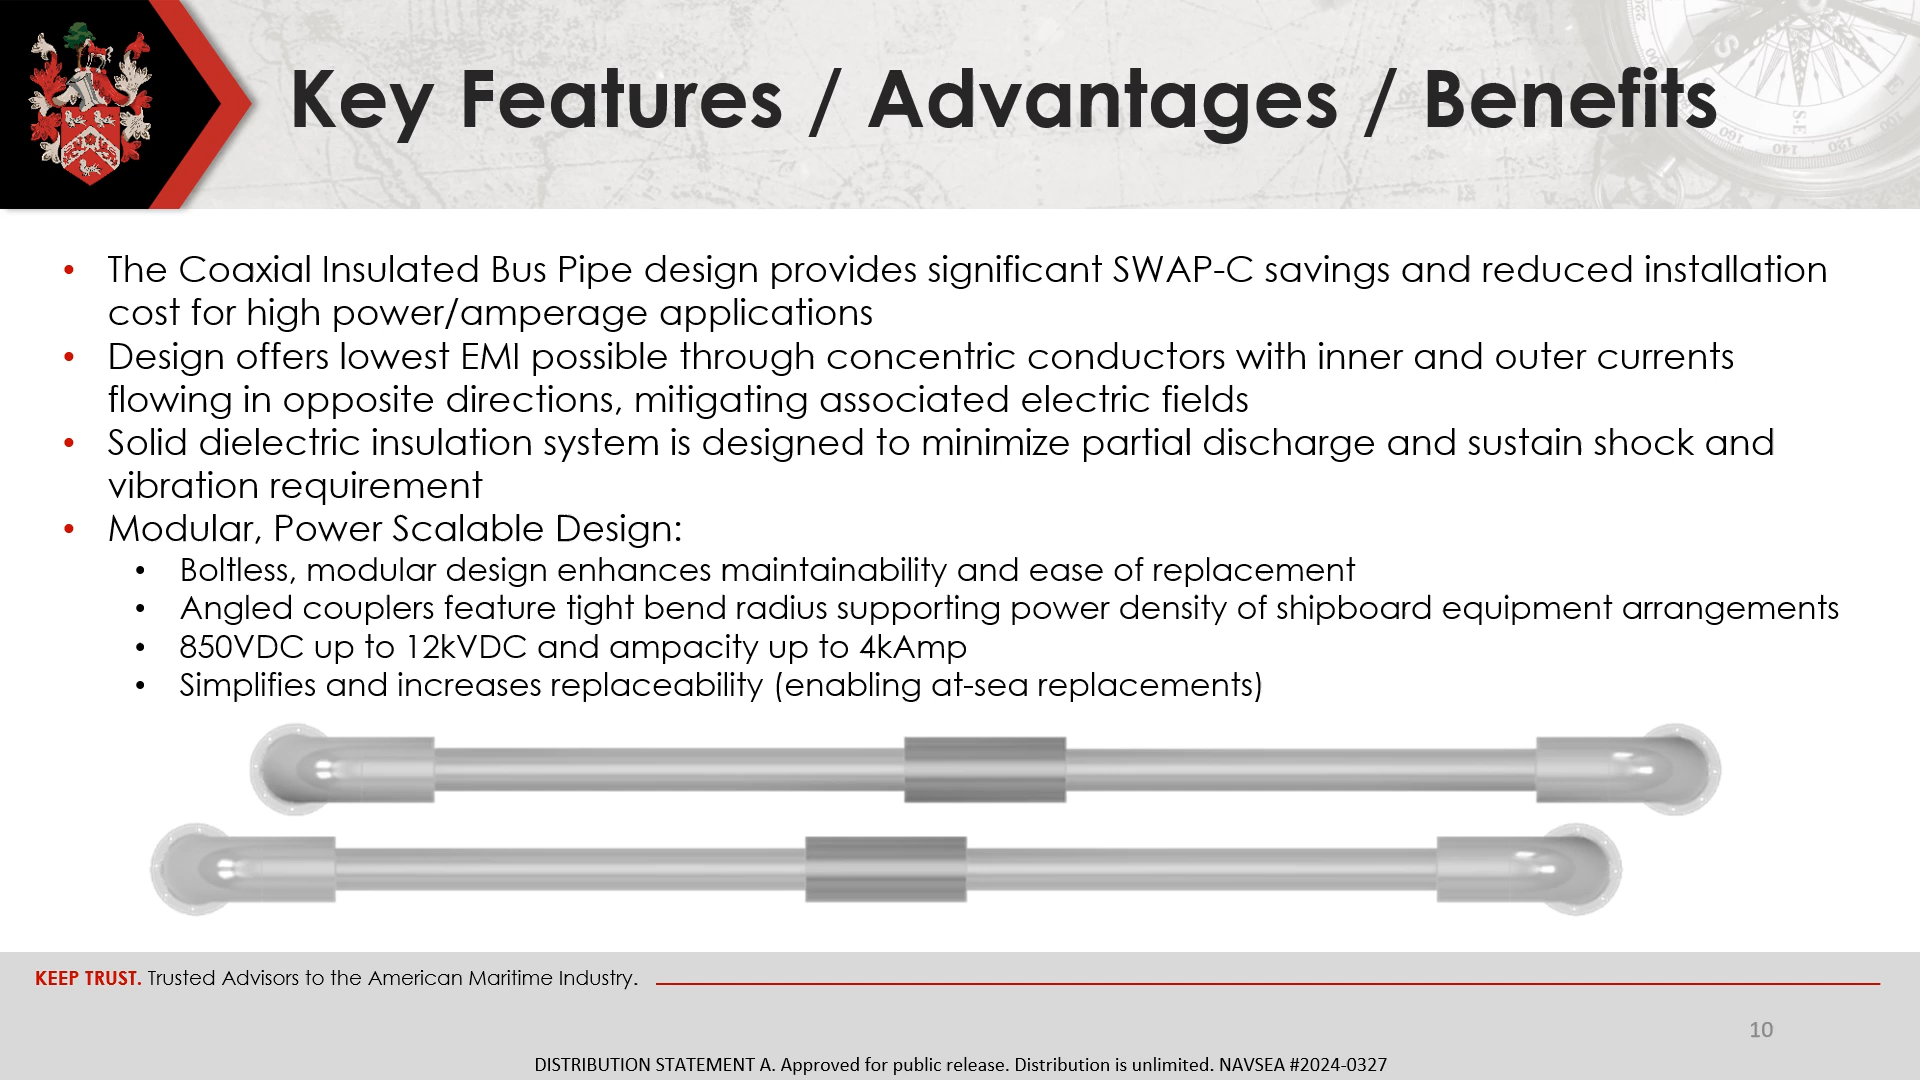 Key Features / Advantages / Benefits
• The Coaxial Insulated Bus Pipe design provides significant SWAP-C savings and reduced installation
cost for high power/amperage applications
• Design offers lowest EMI possible through concentric conductors with inner and outer currents
flowing in opposite directions, mitigating associated electric fields
• Solid dielectric insulation system is designed to minimize partial discharge and sustain shock and
vibration requirement
• Modular, Power Scalable Design:
• Boltless, modular design enhances maintainability and ease of replacement
• Angled couplers feature tight bend radius supporting power density of shipboard equipment arrangements
• 850VDC up to 12kVDC and ampacity up to 4kAmp
• Simplifies and increases replaceability (enabling at-sea replacements)
KEEP TRUST. Trusted Advisors to the American Maritime Industry.
10
DISTRIBUTION STATEMENT A. Approved for public release. Distribution is unlimited. NAVSEA #2024-0327